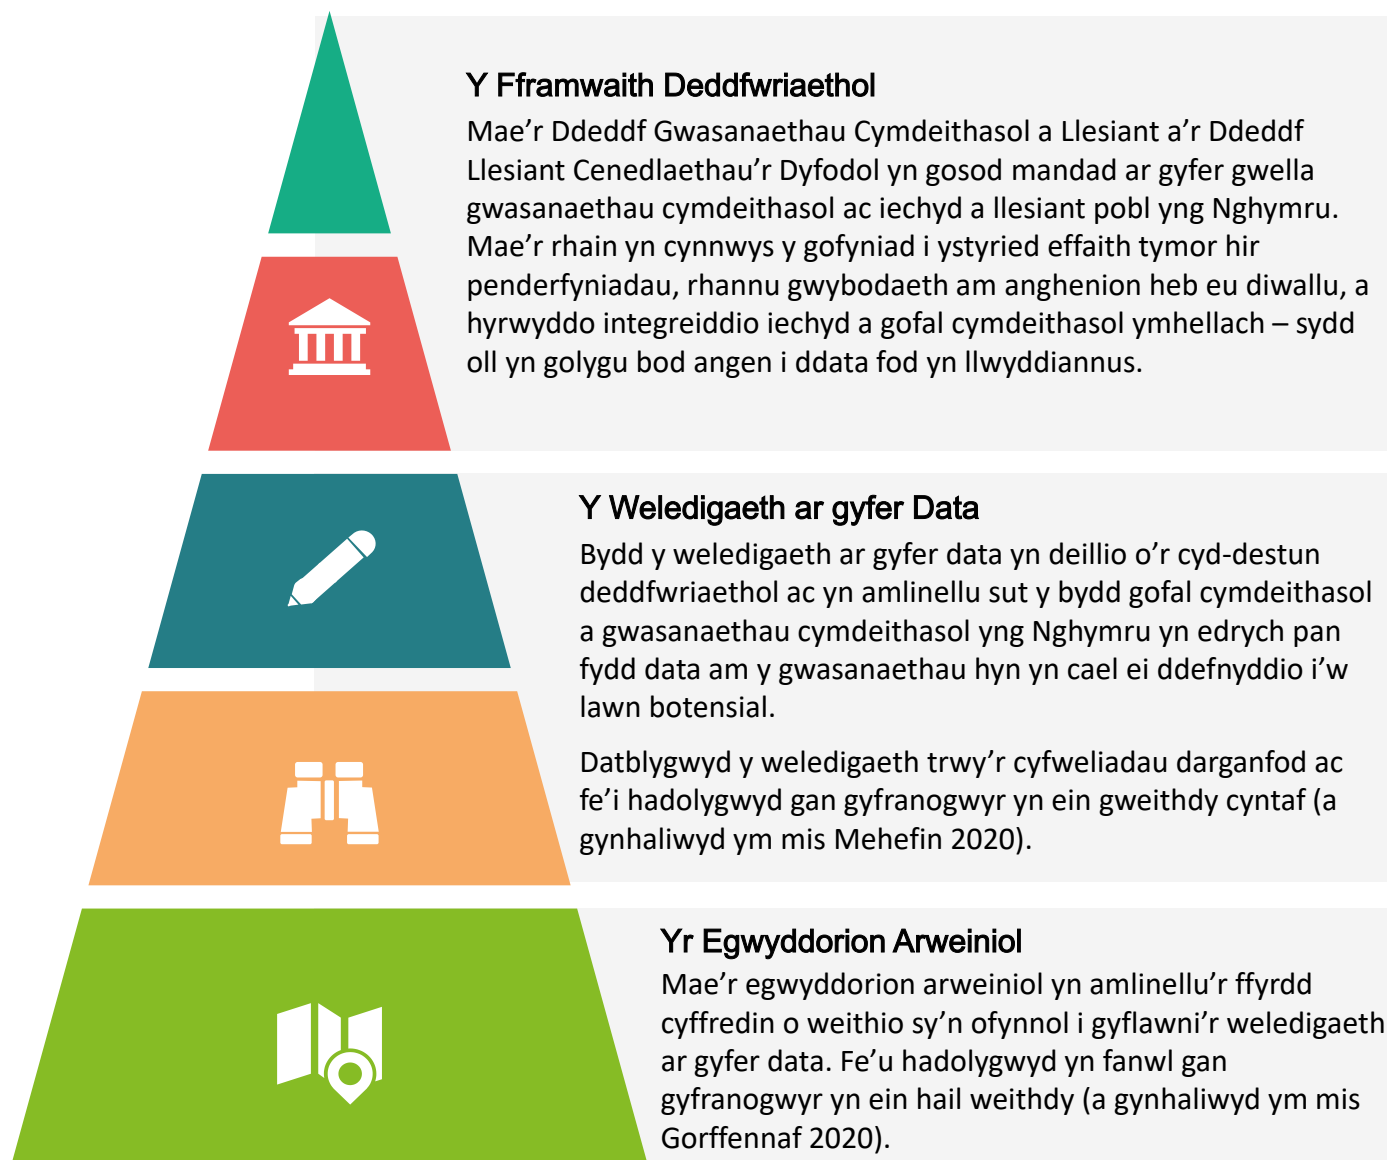 Y Fframwaith Deddfwriaethol
Mae’r Ddeddf Gwasanaethau Cymdeithasol a Llesiant a’r Ddeddf
Llesiant Cenedlaethau’r Dyfodol yn gosod mandad ar gyfer gwella
gwasanaethau cymdeithasol ac iechyd a llesiant pobl yng Nghymru.
Mae’r rhain yn cynnwys y gofyniad i ystyried effaith tymor hir
penderfyniadau, rhannu gwybodaeth am anghenion heb eu diwallu, a
hyrwyddo integreiddio iechyd a gofal cymdeithasol ymhellach – sydd
oll yn golygu bod angen i ddata fod yn llwyddiannus.
Y Weledigaeth ar gyfer Data
Bydd y weledigaeth ar gyfer data yn deillio o’r cyd-destun
deddfwriaethol ac yn amlinellu sut y bydd gofal cymdeithasol
a gwasanaethau cymdeithasol yng Nghymru yn edrych pan
fydd data am y gwasanaethau hyn yn cael ei ddefnyddio i’w
lawn botensial.
Datblygwyd y weledigaeth trwy’r cyfweliadau darganfod ac
fe’i hadolygwyd gan gyfranogwyr yn ein gweithdy cyntaf (a
gynhaliwyd ym mis Mehefin 2020).
Yr Egwyddorion Arweiniol
Mae’r egwyddorion arweiniol yn amlinellu’r ffyrdd
cyffredin o weithio sy’n ofynnol i gyflawni’r weledigaeth
ar gyfer data. Fe’u hadolygwyd yn fanwl gan
gyfranogwyr yn ein hail weithdy (a gynhaliwyd ym mis
Gorffennaf 2020).